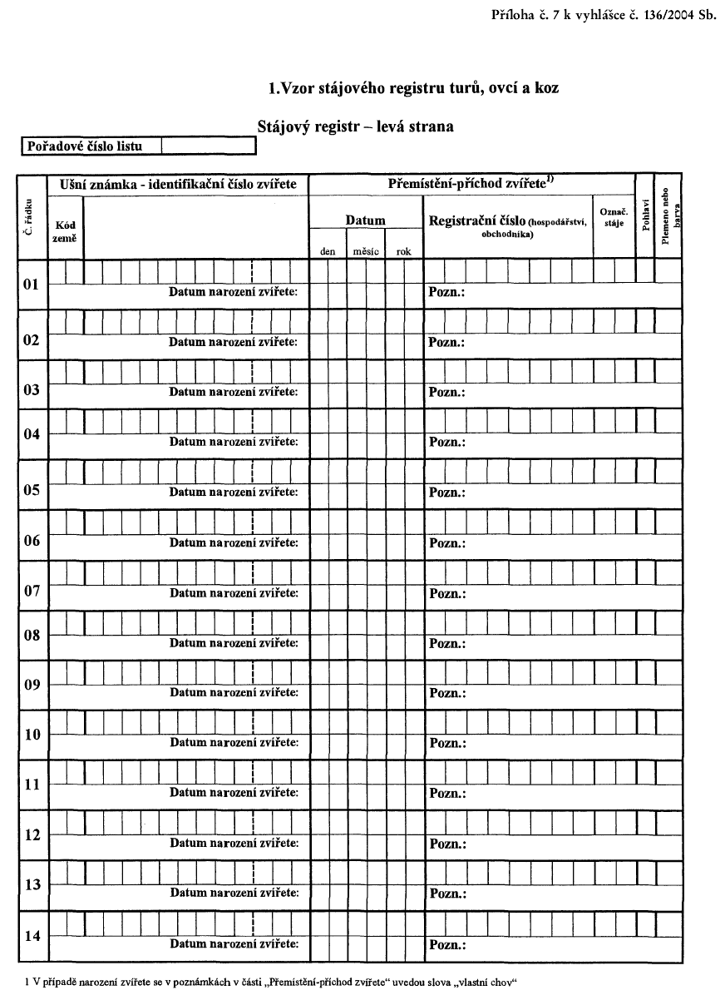 Příloha č. 7 k vyhlášce č. 136/2004 Sb.
1.Vzor stájového registru turů, ovcí a koz
Stájový registr – levá strana
Pořadové číslo listu
Č. řádku
Ušní známka - identifikační číslo zvířete
Přemístění-příchod zvířete1)
Pohlaví
Plemeno nebo
barva
Kód
země
Datum
Registrační číslo (hospodářství,
obchodníka)
Označ.
stáje
den měsíc rok
01
Datum narození zvířete: Pozn.:
02
Datum narození zvířete: Pozn.:
03
Datum narození zvířete: Pozn.:
04
Datum narození zvířete: Pozn.:
05
Datum narození zvířete: Pozn.:
06
Datum narození zvířete: Pozn.:
07
Datum narození zvířete: Pozn.:
08
Datum narození zvířete: Pozn.:
09
Datum narození zvířete: Pozn.:
10
Datum narození zvířete: Pozn.:
11
Datum narození zvířete: Pozn.:
12
Datum narození zvířete: Pozn.:
13
Datum narození zvířete: Pozn.:
14
Datum narození zvířete: Pozn.:
1 V případě narození zvířete se v poznámkách v části „Přemístění-příchod zvířete“ uvedou slova „vlastní chov“